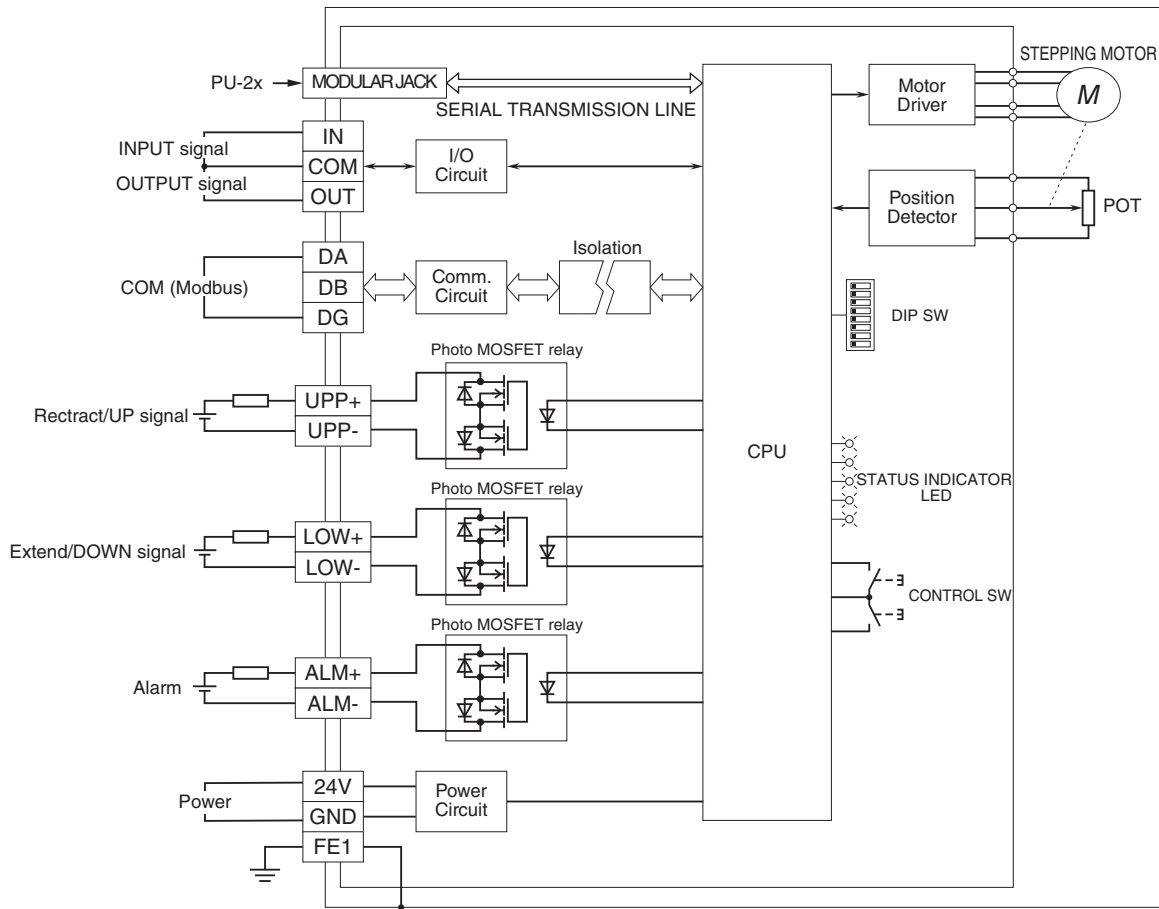 STEPPING MOTOR
PU-2x
MODULAR JACK
SERIAL TRANSMISSION LINE
Motor
Driver
M
INPUT signal
OUTPUT signal
IN
COM
OUT
I/O
Circuit
Position
Detector
POT
COM (Modbus)
DA
DB
DG
Comm.
Circuit
Isolation
DIP SW
CPU
Rectract/UP signal
UPP+
UPP-
Photo MOSFET relay
STATUS INDICATOR
LED
Extend/DOWN signal
LOW+
LOW-
Photo MOSFET relay
CONTROL SW
Alarm
ALM+
ALM-
Photo MOSFET relay
Power
24V
GND
FE1
Power
Circuit